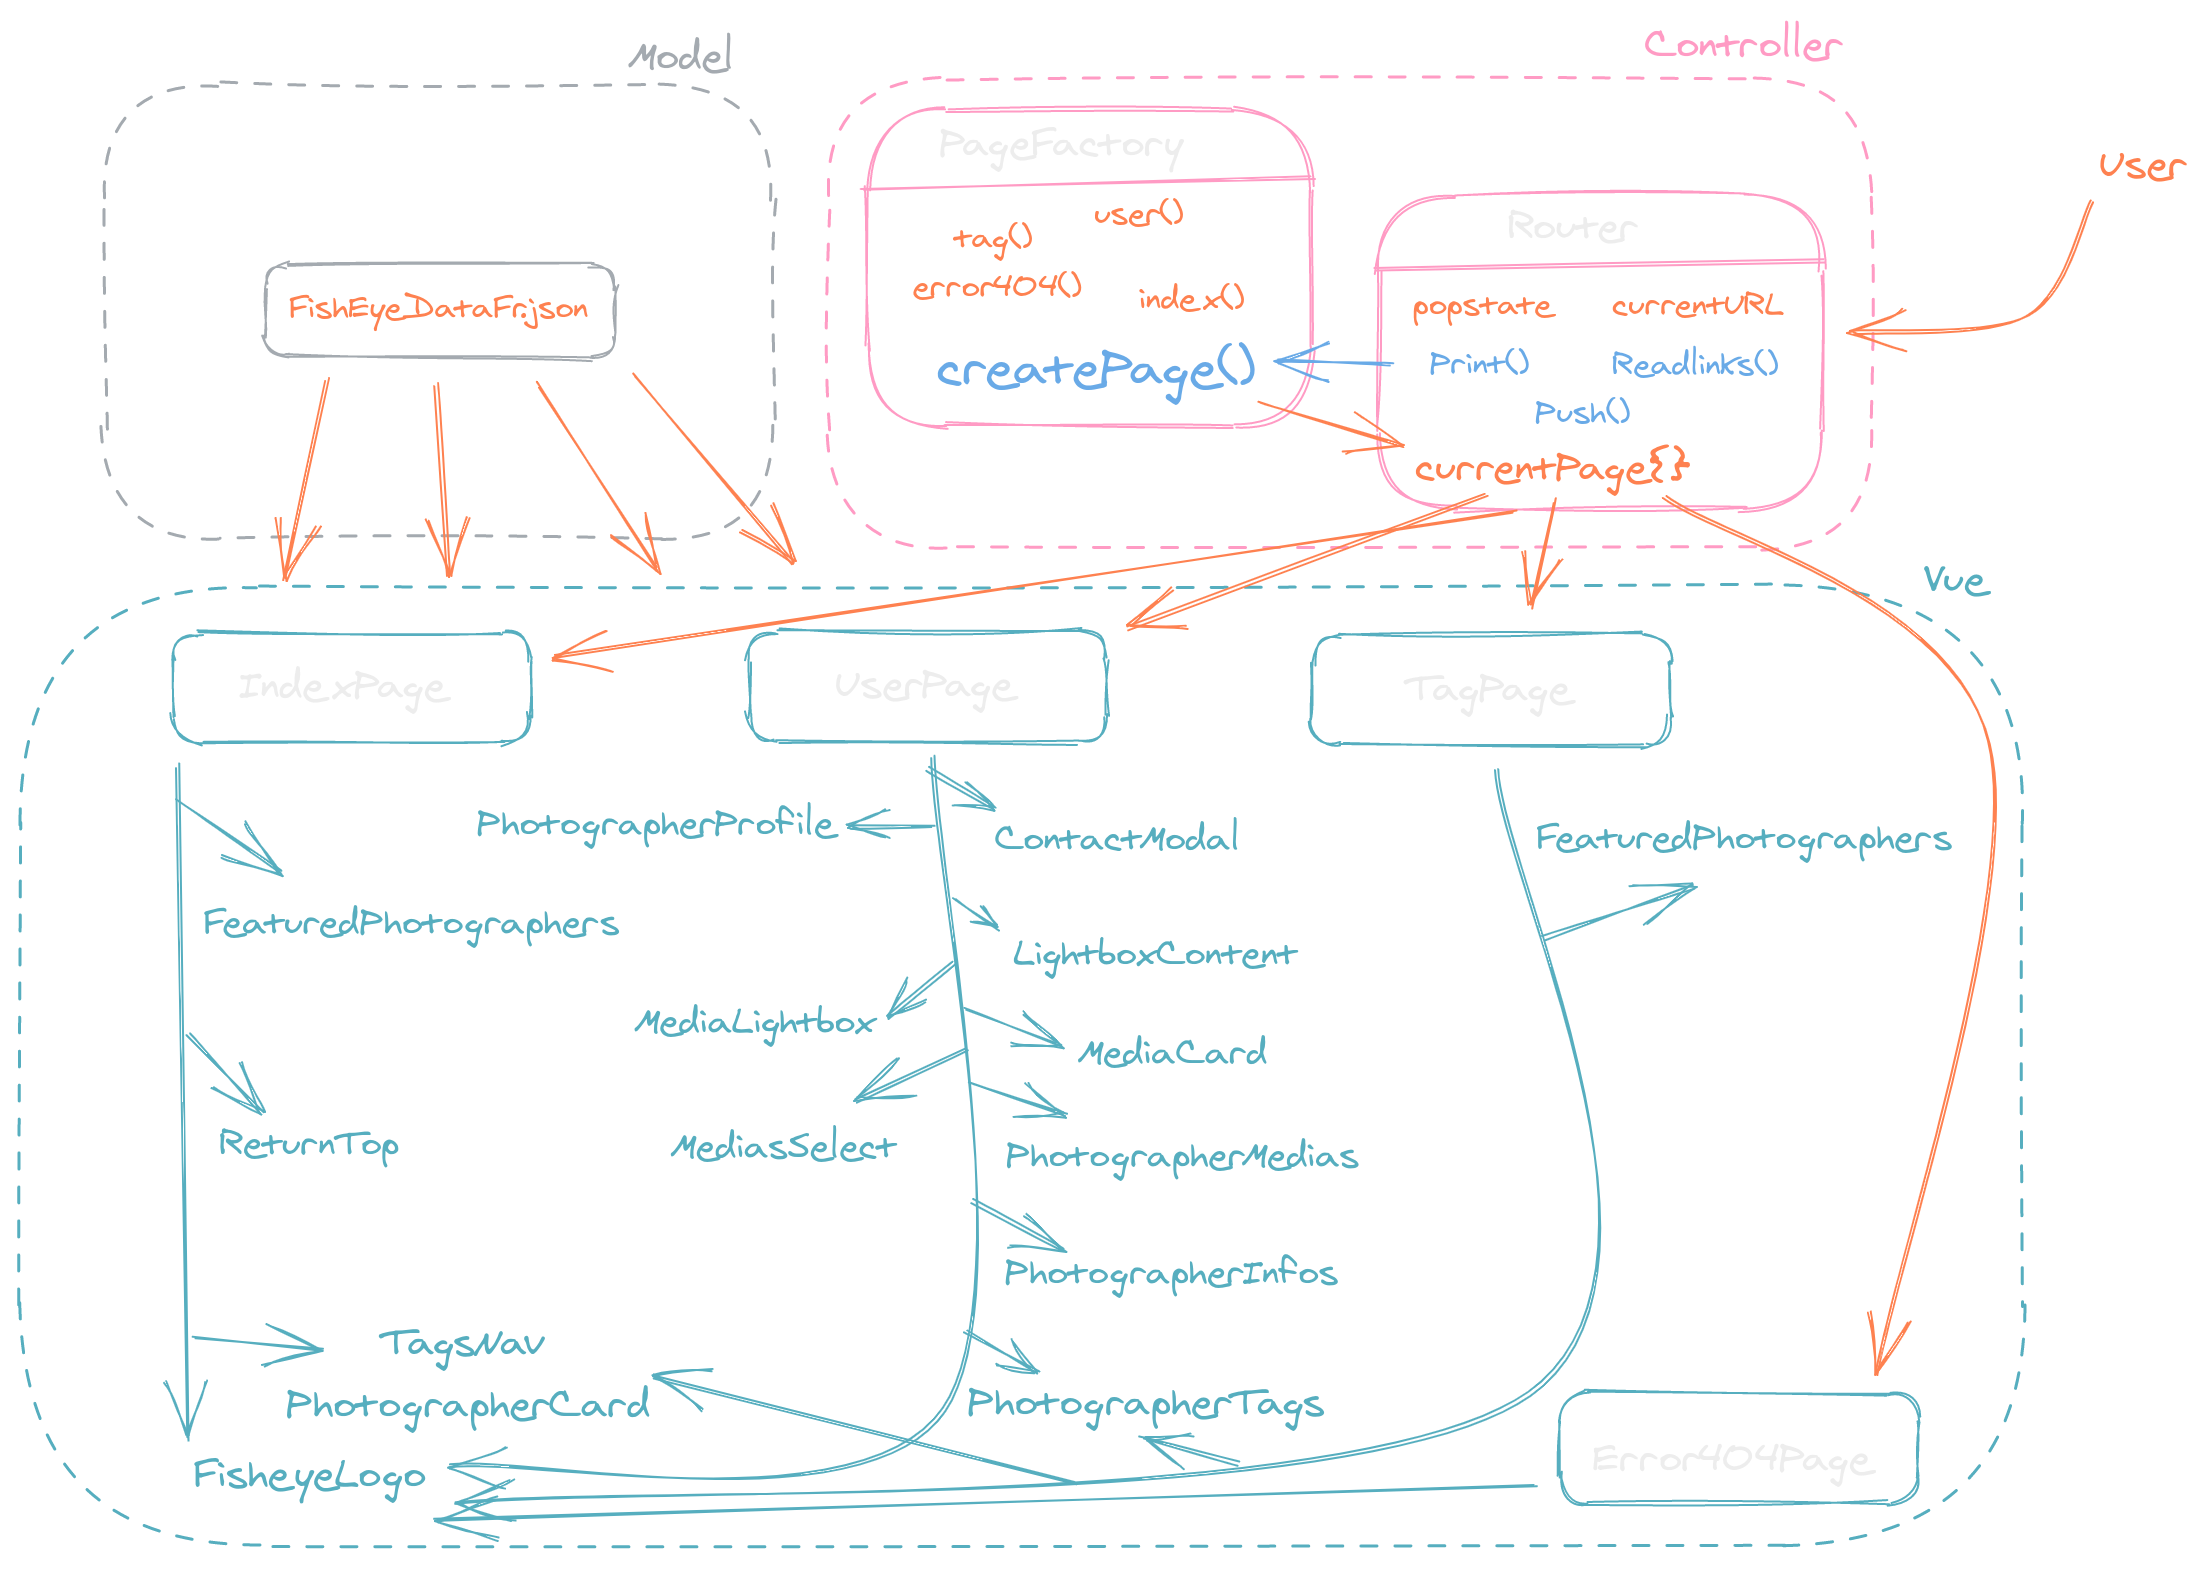 Model
Controller
PageFactory
User
user()
tag()
Router
error404()
index()
FishEyeDataFr.json
popstate
currentURL
createPage()
Print()
Readlinks()
Push()
currentPage{}
Vue
IndexPage
UserPage
TagPage
PhotographerProfile
ContactModal
FeaturedPhotographers
FeaturedPhotographers
LightboxContent
MediaLightbox
MediaCard
ReturnTop
MediasSelect
PhotographerMedias
PhotographerInfos
TagsNav
PhotographerCard
PhotographerTags
FisheyeLogo
Error404Page